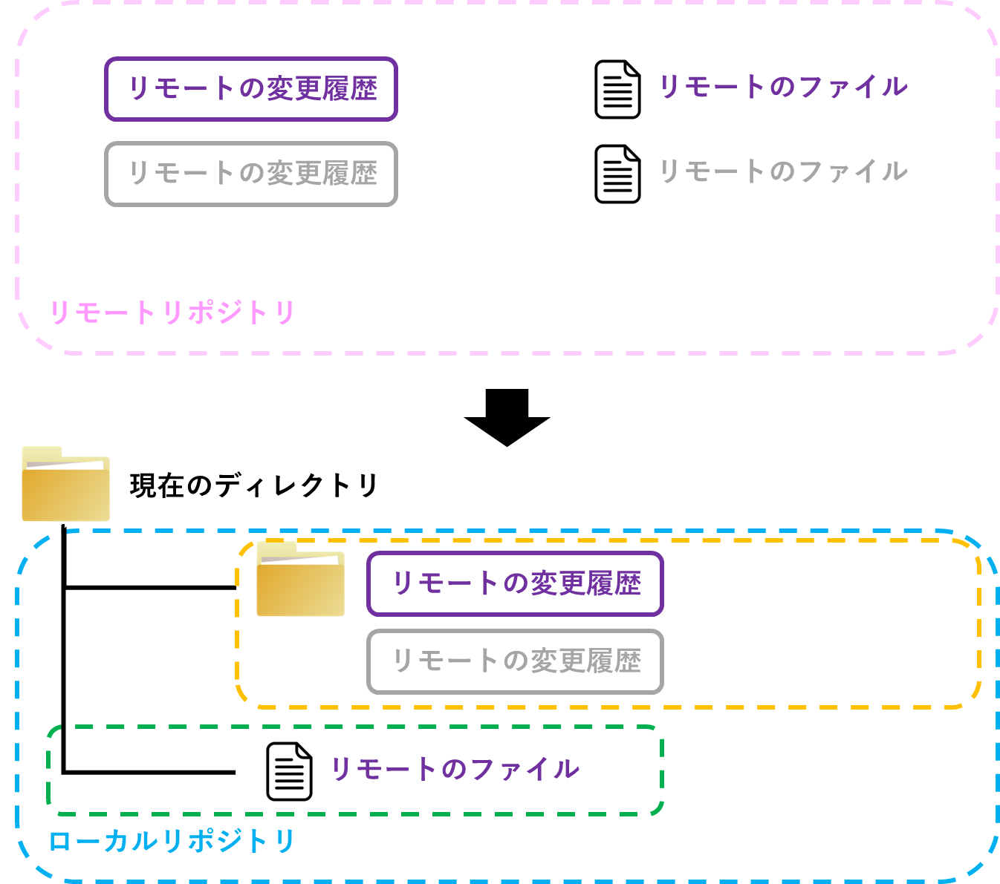 リモートの変更履歴
リモートのファイル
リモートの変更履歴
リモートのファイル
リモートリポジトリ
現在のディレクトリ
リモートの変更履歴
リモートの変更履歴
リモートのファイル
ローカルリポジトリ